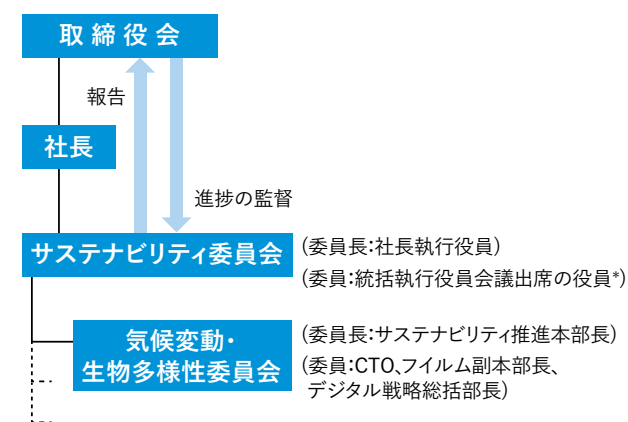 取締役会
報告
社長
進捗の監督
サステナビリティ委員会
(委員長:社長執行役員)
(委員:統括執行役員会議出席の役員*)
気候変動・
生物多様性委員会
(委員長:サステナビリティ推進本部長)
(委員:CTO、フイルム副本部長、
デジタル戦略総括部長)